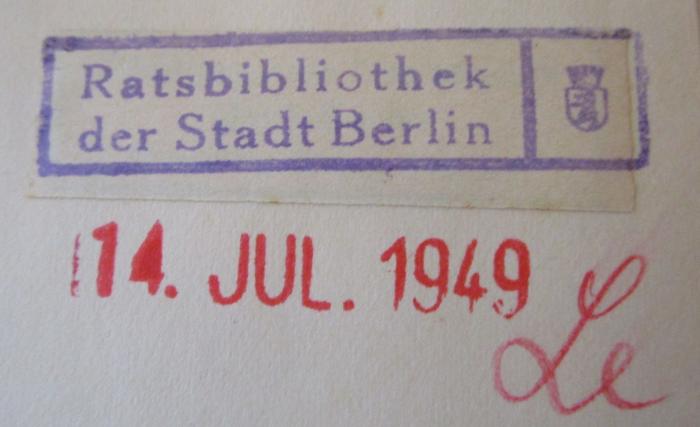 Ratsbibliothek
der Stadt Berlin
14. JUL. 1949
Le